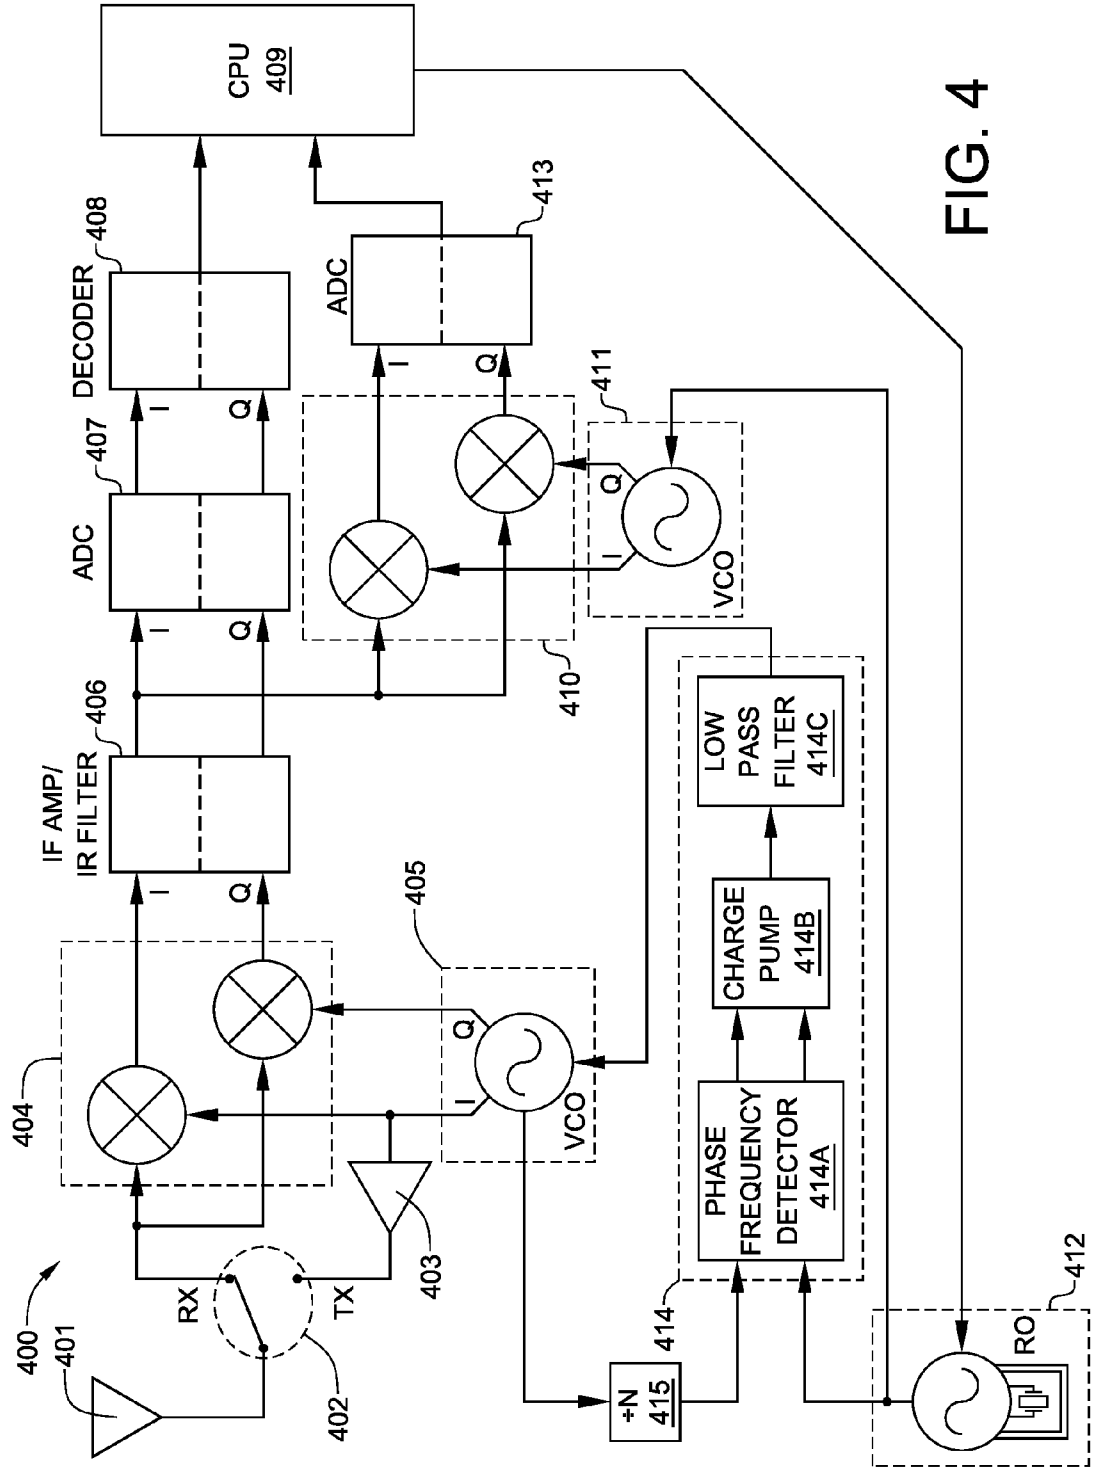 400
401
402
RX
TX
403
404
I
Q
405
I
Q
VCO
IF AMP/
IR FILTER
406
I
Q
ADC
407
I
Q
DECODER
408
CPU
409
410
I
Q
411
VCO
I
Q
ADC
413
÷N
415
414
PHASE
FREQUENCY
DETECTOR
414A
CHARGE
PUMP
414B
LOW
PASS
FILTER
414C
RO
412
FIG. 4